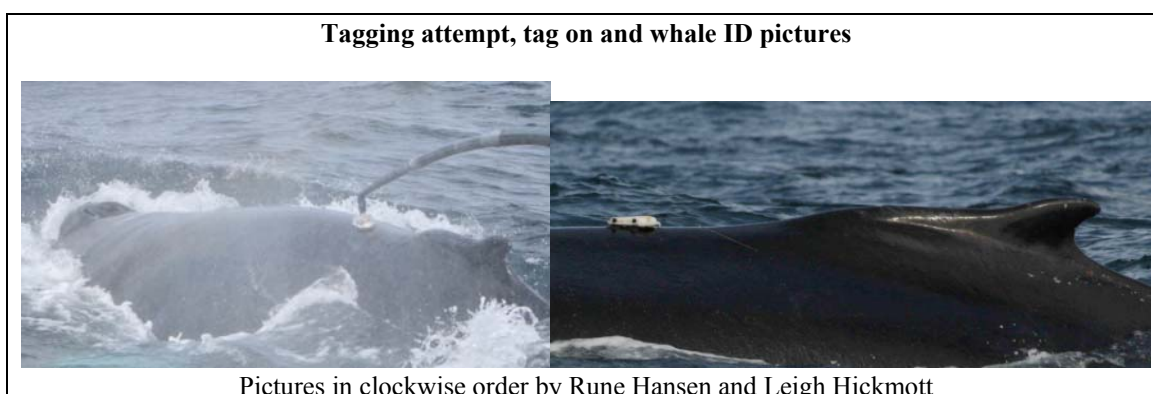 Tagging attempt, tag on and whale ID pictures
Pictures in clockwise order by Rune Hansen and Leigh Hickmott